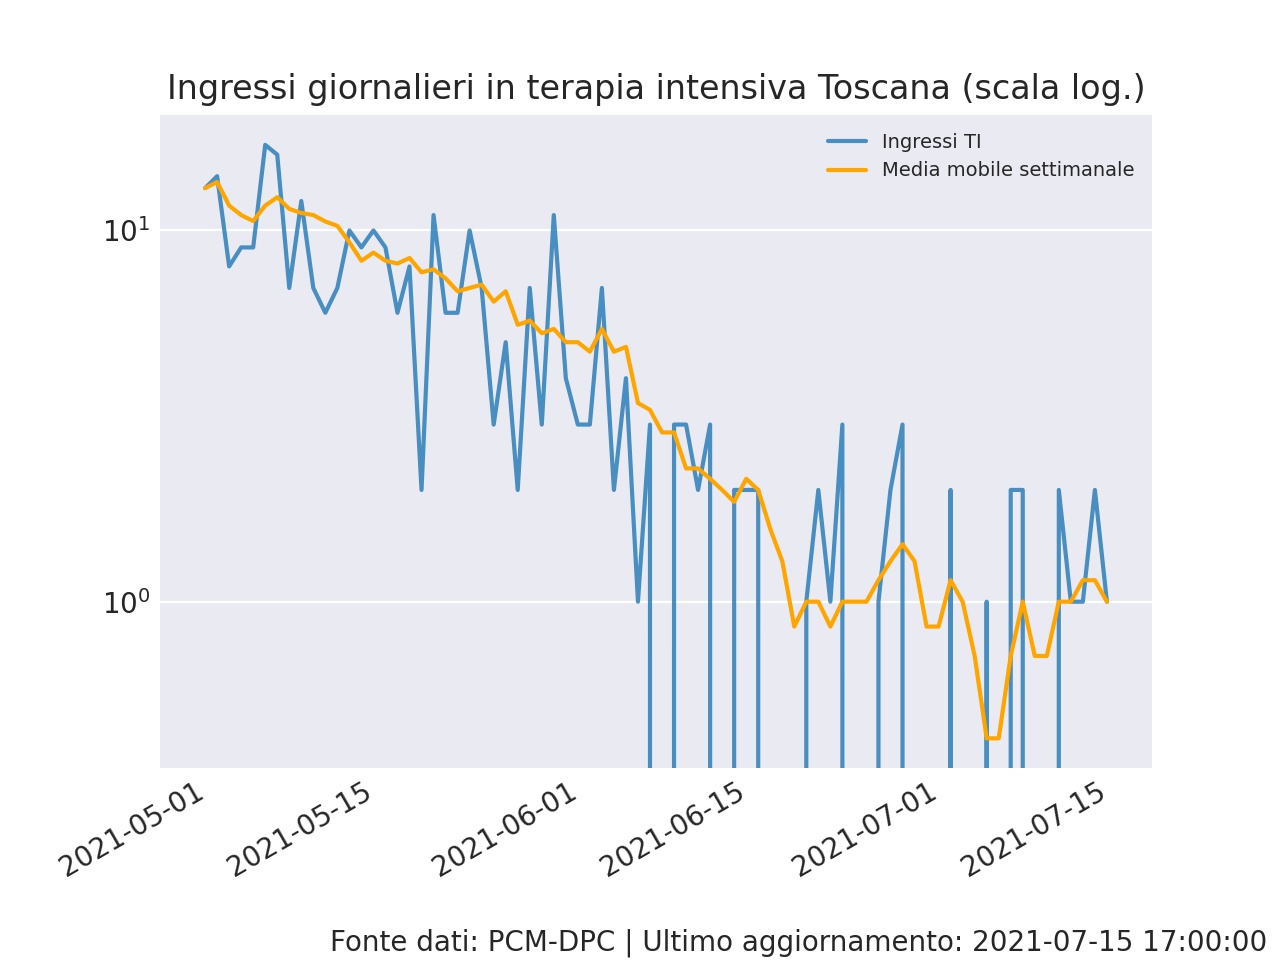 Ingressi giornalieri in terapia intensiva Toscana (scala log.)
Ingressi TI
Media mobile settimanale
10¹
10⁰
2021-05-01
2021-05-15
2021-06-01
2021-06-15
2021-07-01
2021-07-15
Fonte dati: PCM-DPC | Ultimo aggiornamento: 2021-07-15 17:00:00